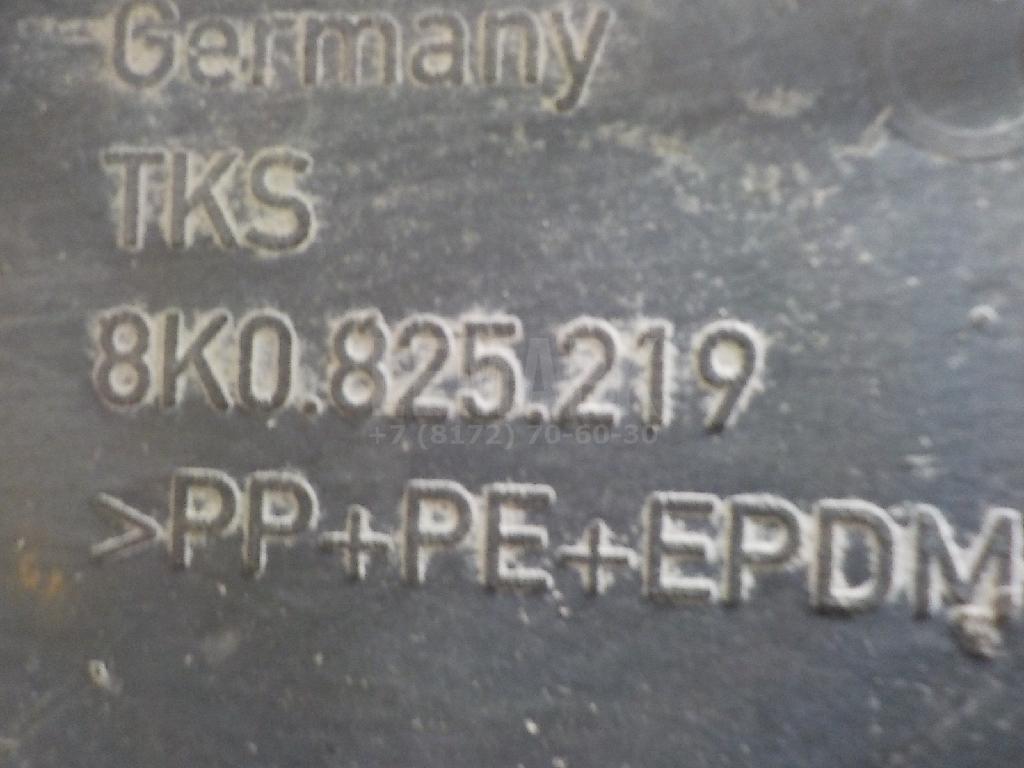 Germany
TKS
8K0.825.219
+7 (8172) 70-60-30
>PP+PE+EPDM